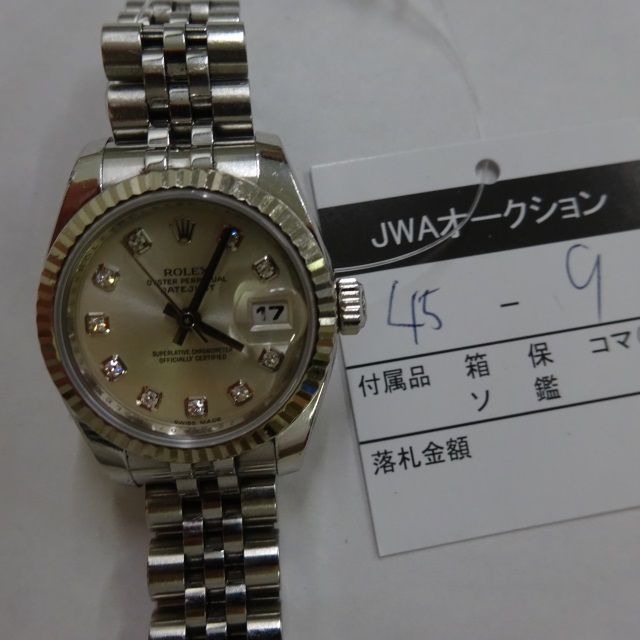 ROLEX
OYSTER PERPETUAL
DATEJUST
17
SUPERLATIVE CHRONOMETER
OFFICIALLY CERTIFIED
SWISS MADE
JWAオークション
45 - 9
付属品 箱 保 コマ(
ソ 鑑
落札金額